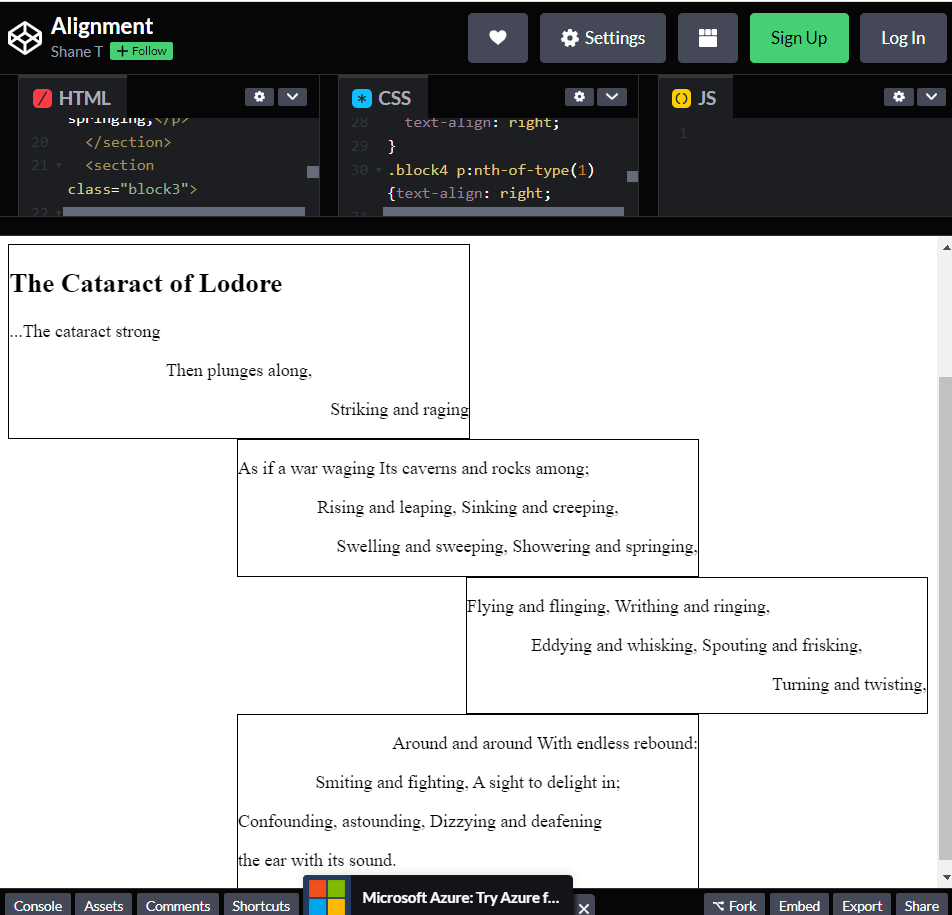 Alignment
Shane T + Follow
Settings
Sign Up
Log In
HTML
CSS
JS
springing,</p>
20 </section>
21 <section
class="block3">
22
28 text-align: right;
29 }
30 .block4 p:nth-of-type(1)
{text-align: right;
31
1
The Cataract of Lodore
...The cataract strong
Then plunges along,
Striking and raging
As if a war waging Its caverns and rocks among;
Rising and leaping, Sinking and creeping,
Swelling and sweeping, Showering and springing,
Flying and flinging, Writhing and ringing,
Eddying and whisking, Spouting and frisking,
Turning and twisting,
Around and around With endless rebound:
Smiting and fighting, A sight to delight in;
Confounding, astounding, Dizzying and deafening
the ear with its sound.
Microsoft Azure: Try Azure f...
Console Assets Comments Shortcuts Fork Embed Export Share